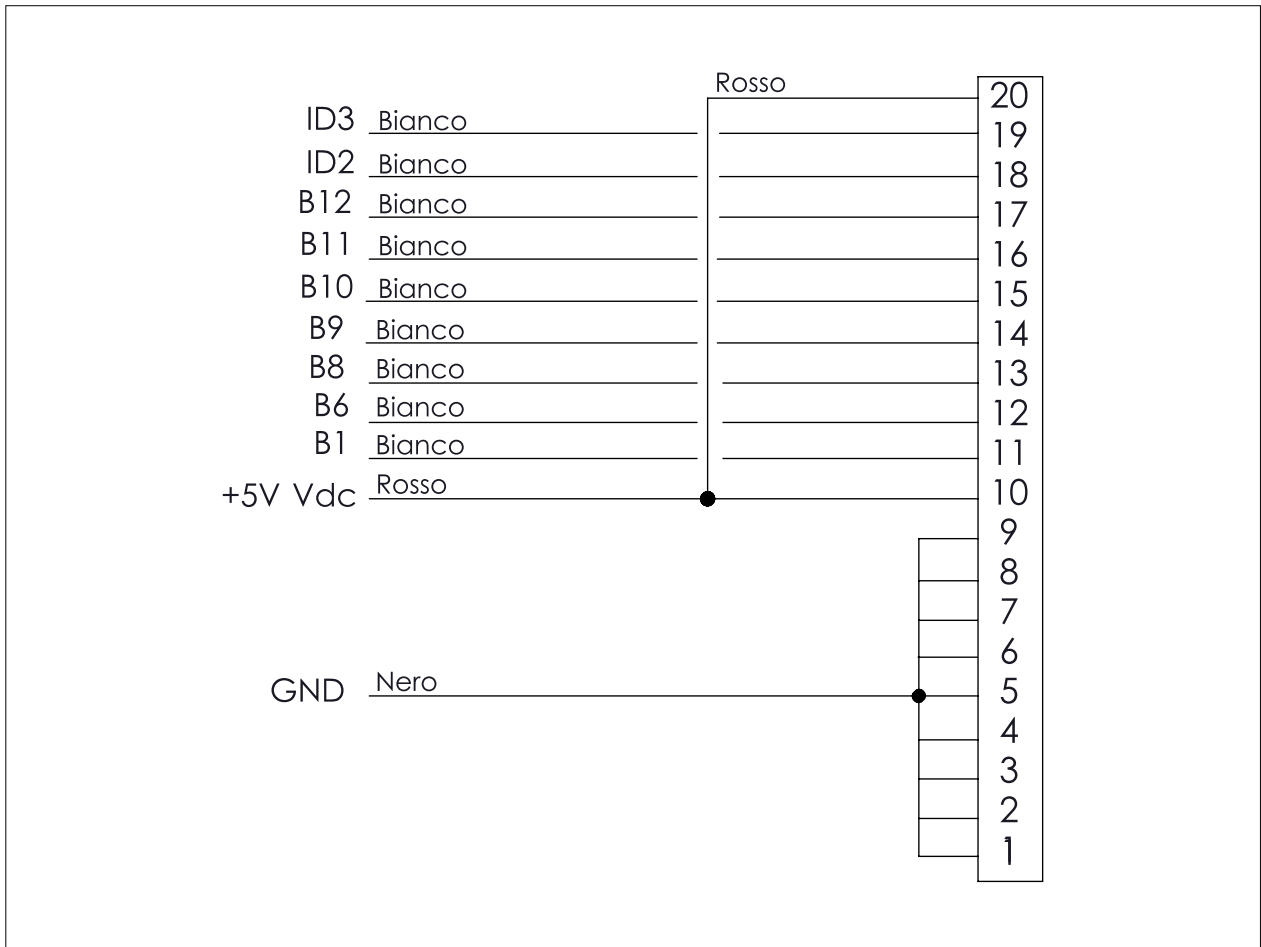 Rosso 20
ID3 Bianco 19
ID2 Bianco 18
B12 Bianco 17
B11 Bianco 16
B10 Bianco 15
B9 Bianco 14
B8 Bianco 13
B6 Bianco 12
B1 Bianco 11
+5V Vdc Rosso 10
9
8
7
6
GND Nero 5
4
3
2
1